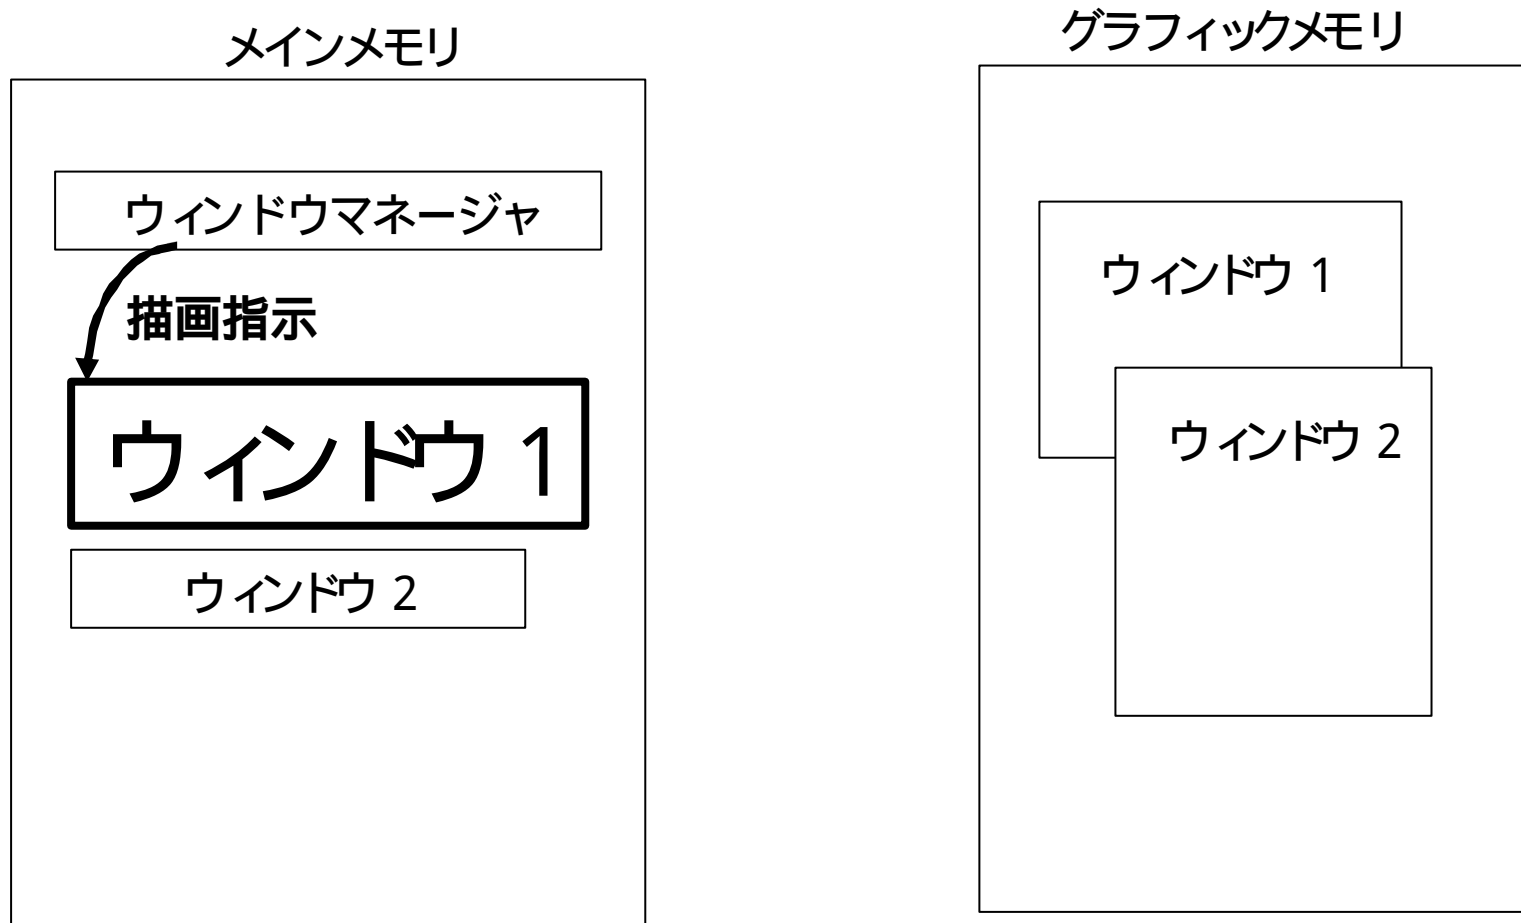 メインメモリ
グラフィックメモリ
ウィンドウマネージャ
描画指示
ウィンドウ 1
ウィンドウ 2
ウィンドウ 1
ウィンドウ 2